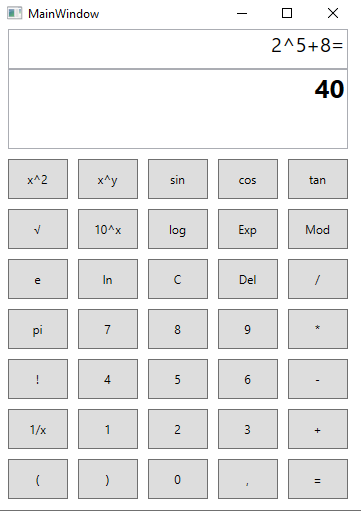 MainWindow
2^5+8=
40
x^2 x^y sin cos tan
√ 10^x log Exp Mod
e ln C Del /
pi 7 8 9 *
! 4 5 6 -
1/x 1 2 3 +
( ) 0 , =